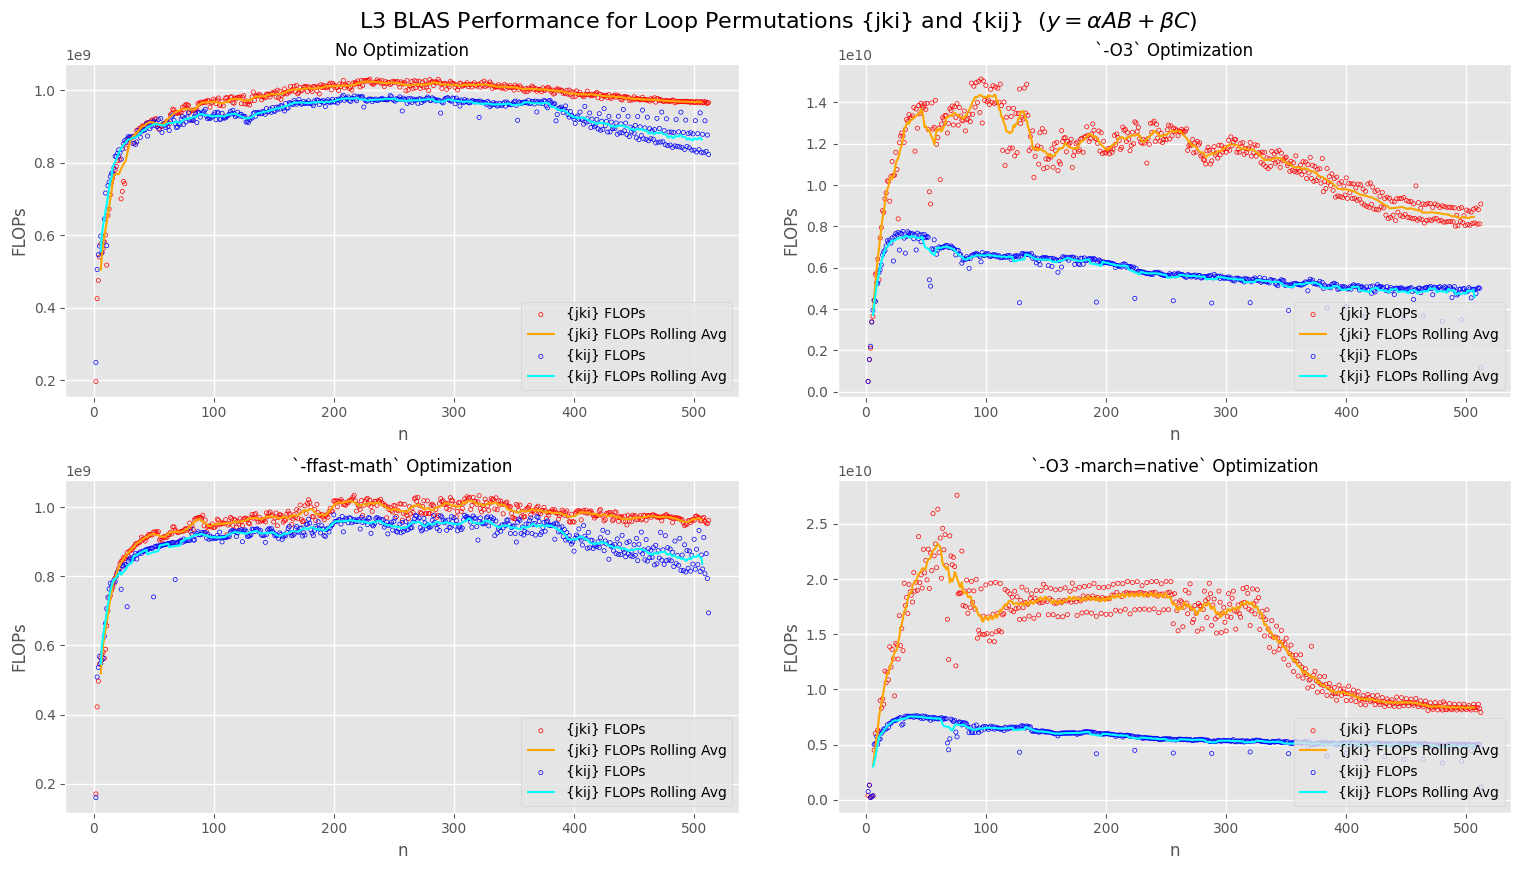 L3 BLAS Performance for Loop Permutations {jki} and {kij} (y = αAB + βC)
No Optimization
1e9
1.0
0.8
0.6
0.4
0.2
FLOPs
0 100 200 300 400 500
n
{jki} FLOPs
{jki} FLOPs Rolling Avg
{kij} FLOPs
{kij} FLOPs Rolling Avg
`-O3` Optimization
1e10
1.4
1.2
1.0
0.8
0.6
0.4
0.2
0.0
FLOPs
0 100 200 300 400 500
n
{jki} FLOPs
{jki} FLOPs Rolling Avg
{kji} FLOPs
{kji} FLOPs Rolling Avg
`-ffast-math` Optimization
1e9
1.0
0.8
0.6
0.4
0.2
FLOPs
0 100 200 300 400 500
n
{jki} FLOPs
{jki} FLOPs Rolling Avg
{kij} FLOPs
{kij} FLOPs Rolling Avg
`-O3 -march=native` Optimization
1e10
2.5
2.0
1.5
1.0
0.5
0.0
FLOPs
0 100 200 300 400 500
n
{jki} FLOPs
{jki} FLOPs Rolling Avg
{kij} FLOPs
{kij} FLOPs Rolling Avg